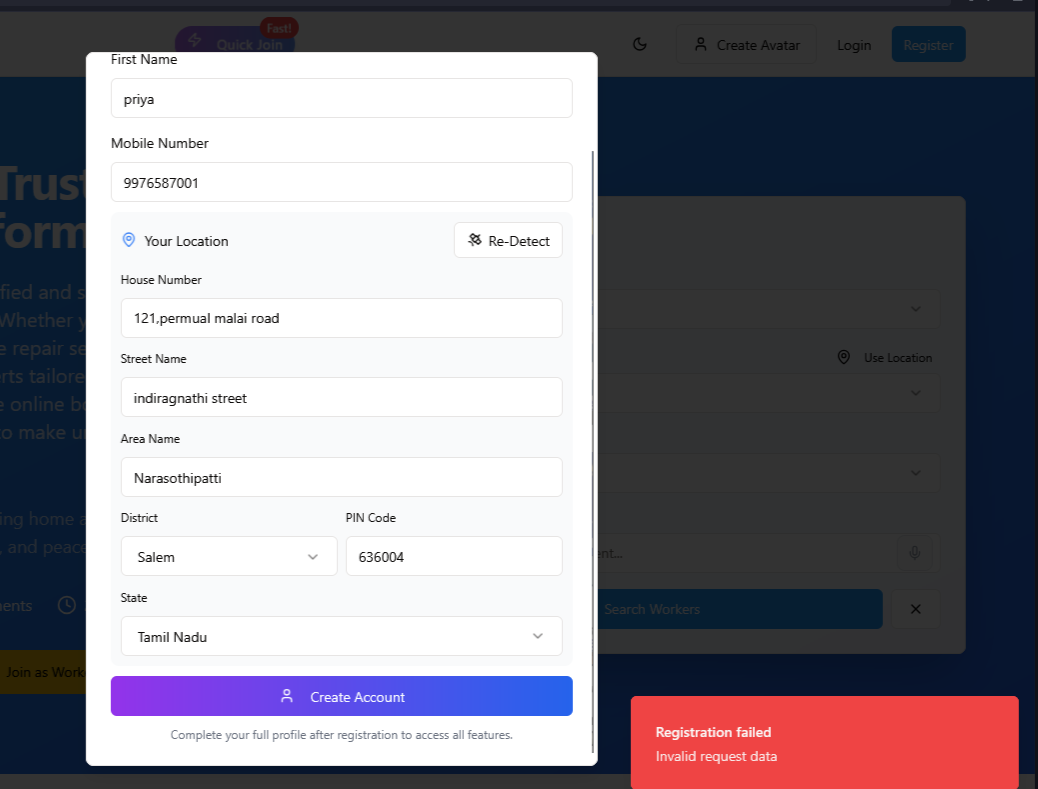 Fast!
Quick Join
Create Avatar
Login
Register
First Name
priya
Mobile Number
9976587001
Your Location
Re-Detect
House Number
121,permual malai road
Street Name
indiragnathi street
Area Name
Narasothipatti
District
PIN Code
Salem
636004
State
Tamil Nadu
Create Account
Complete your full profile after registration to access all features.
Trust
form
fied and s
Whether y
e repair se
rts tailore
e online b
to make u
ing home a
, and peace
ents
Join as Work
Use Location
ent...
Search Workers
Registration failed
Invalid request data